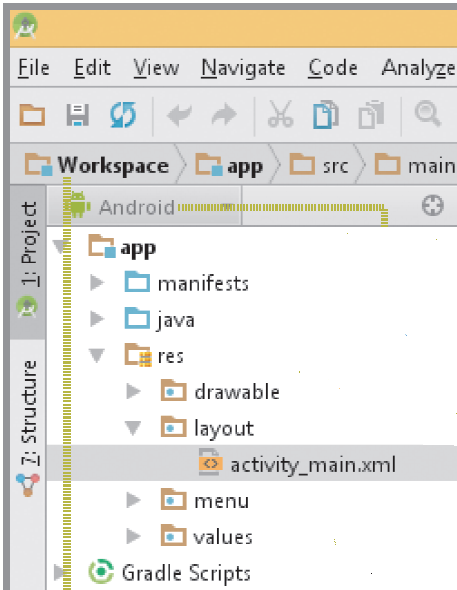 File Edit View Navigate Code Analyze
Workspace app src main
1: Project
Android
app
manifests
java
res
drawable
7: Structure
layout
activity_main.xml
menu
values
Gradle Scripts